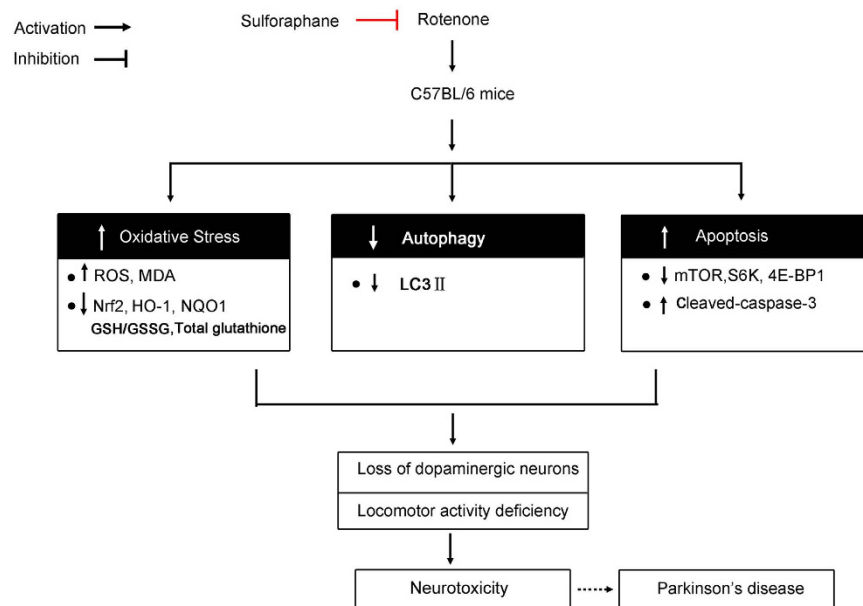 Activation
Inhibition
Sulforaphane
Rotenone
C57BL/6 mice
Oxidative Stress
ROS, MDA
Nrf2, HO-1, NQO1
GSH/GSSG,Total glutathione
Autophagy
LC3 Ⅱ
Apoptosis
mTOR,S6K, 4E-BP1
Cleaved-caspase-3
Loss of dopaminergic neurons
Locomotor activity deficiency
Neurotoxicity
Parkinson's disease